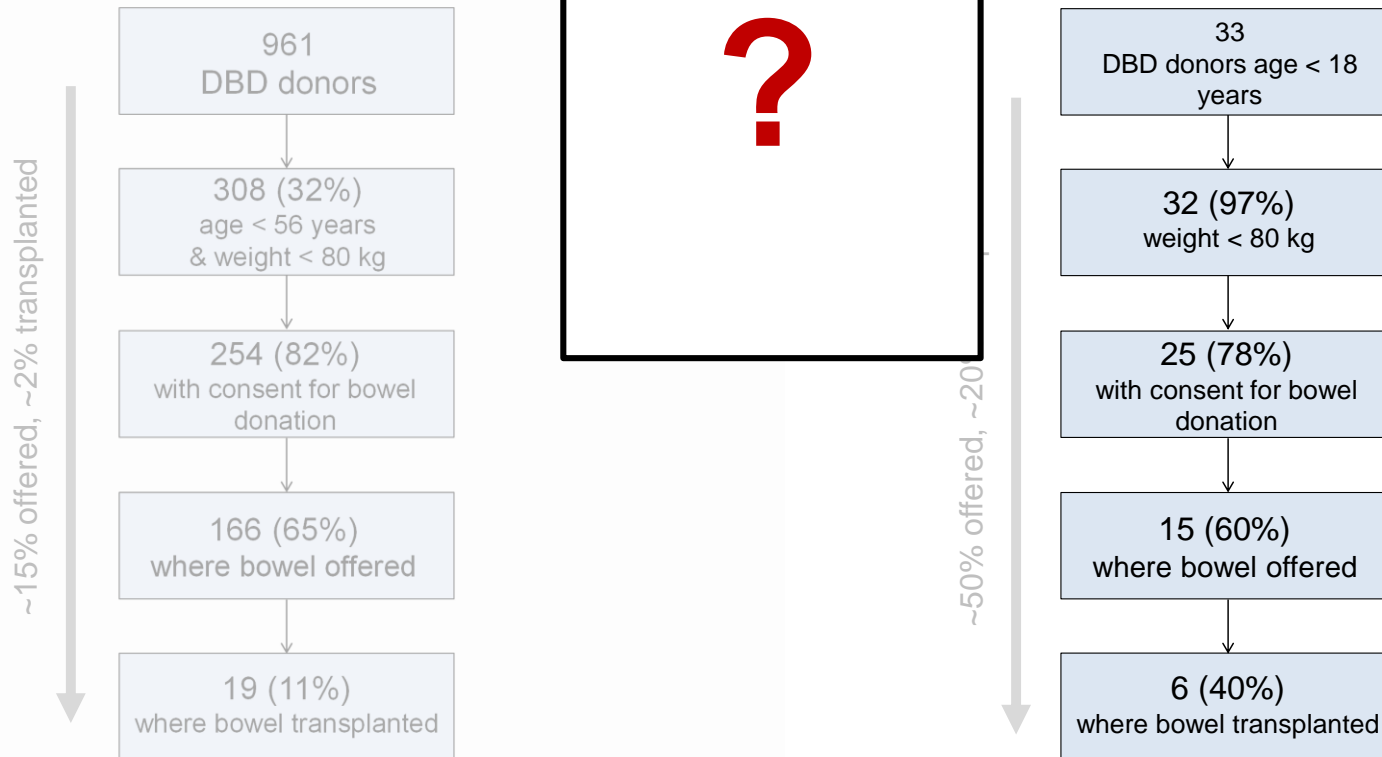 ~15% offered, ~2% transplanted
961
DBD donors
308 (32%)
age < 56 years
& weight < 80 kg
254 (82%)
with consent for bowel
donation
166 (65%)
where bowel offered
19 (11%)
where bowel transplanted
?
~50% offered, ~20%
33
DBD donors age < 18
years
32 (97%)
weight < 80 kg
25 (78%)
with consent for bowel
donation
15 (60%)
where bowel offered
6 (40%)
where bowel transplanted